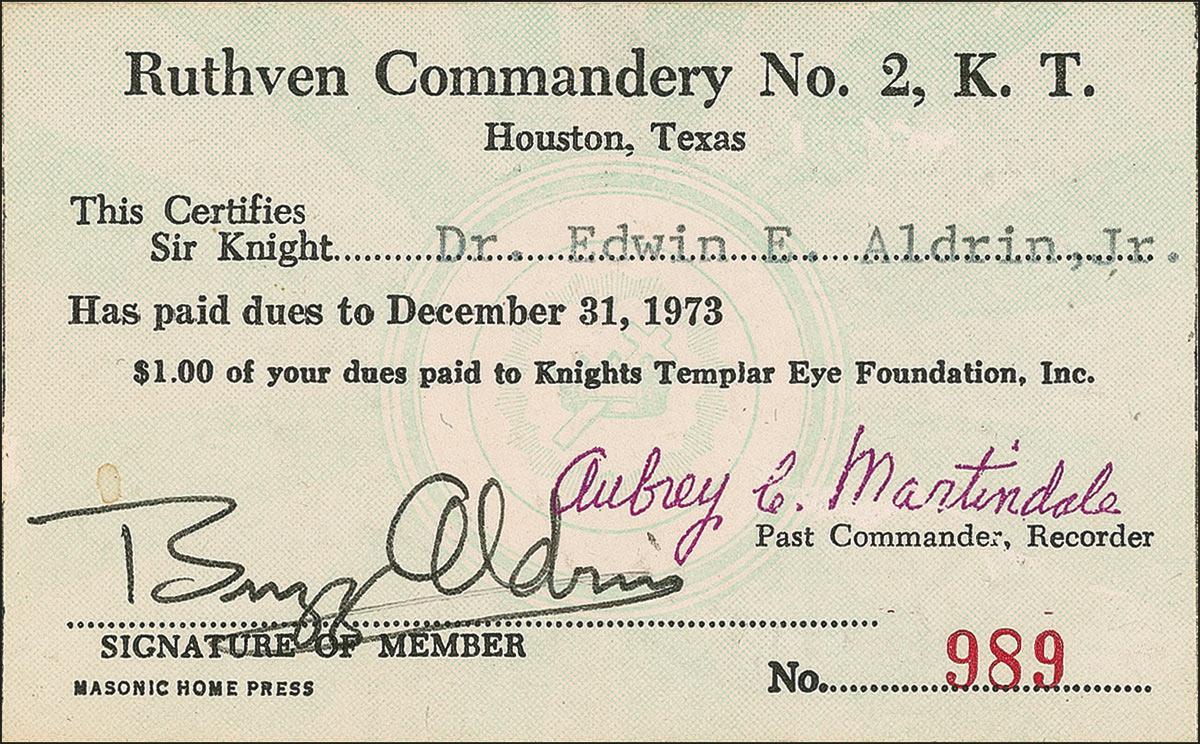 Ruthven Commandery No. 2, K. T.
Houston, Texas
This Certifies
Sir Knight Dr. Edwin E. Aldrin, Jr.
Has paid dues to December 31, 1973
$1.00 of your dues paid to Knights Templar Eye Foundation, Inc.
Aubrey C. Martindale
Past Commander, Recorder
Buzz Aldrin
SIGNATURE OF MEMBER
MASONIC HOME PRESS
No. 989